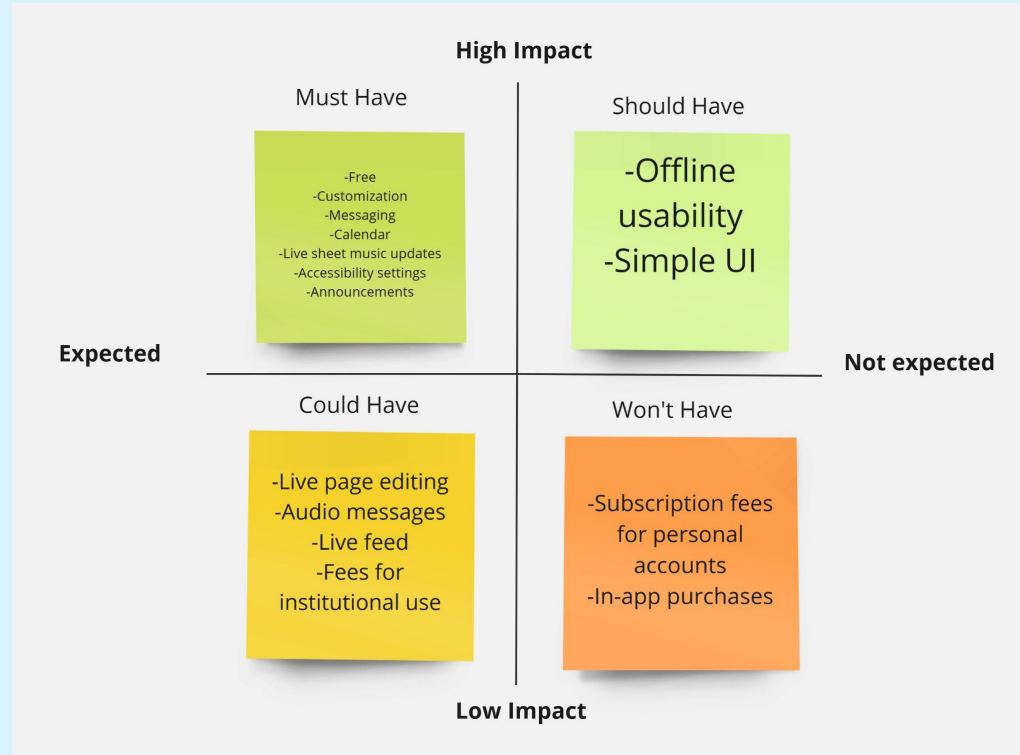 High Impact
Must Have
-Free
-Customization
-Messaging
-Calendar
-Live sheet music updates
-Accessibility settings
-Announcements
Should Have
-Offline
usability
-Simple UI
Expected
Not expected
Could Have
-Live page editing
-Audio messages
-Live feed
-Fees for
institutional use
Won't Have
-Subscription fees
for personal
accounts
-In-app purchases
Low Impact